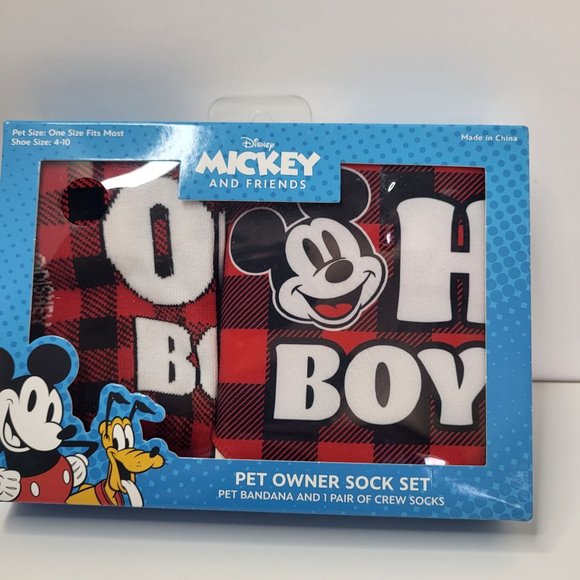 Pet Size: One Size Fits Most
Shoe Size: 4-10
Disney
MICKEY
AND FRIENDS
Made in China
O
BO
H
BOY
PET OWNER SOCK SET
PET BANDANA AND 1 PAIR OF CREW SOCKS